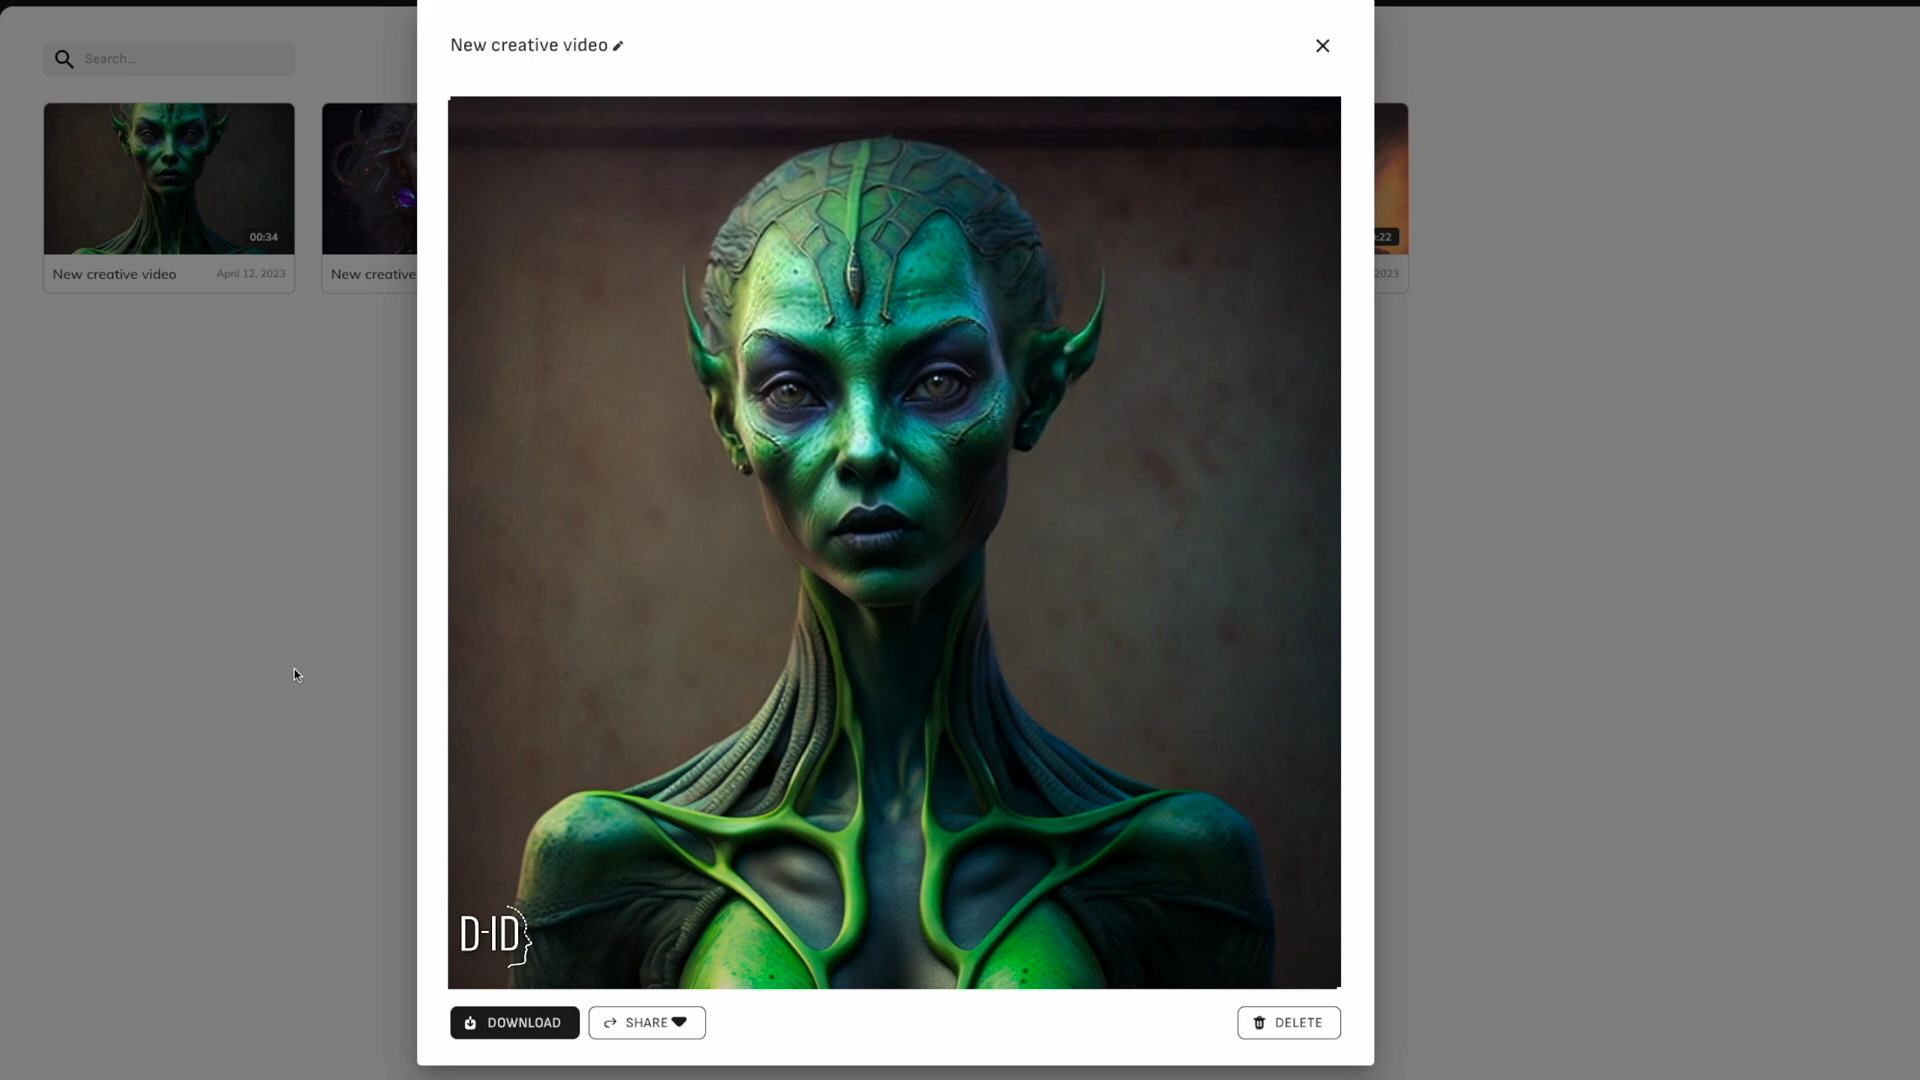 New creative video
Search...
00:34
New creative video
April 12, 2023
New creative
:22
2023
D-ID
DOWNLOAD
SHARE
DELETE